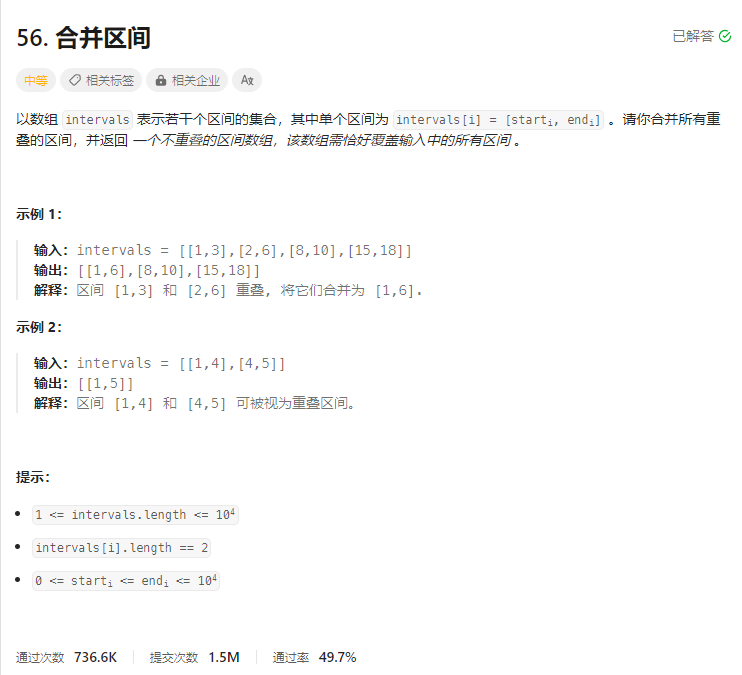 56. 合并区间
已解答
中等 相关标签 相关企业 Aあ
以数组 intervals 表示若干个区间的集合，其中单个区间为 intervals[i] = [starti, endi] 。请你合并所有重
叠的区间，并返回 一个不重叠的区间数组，该数组需恰好覆盖输入中的所有区间 。
示例 1：
输入：intervals = [[1,3],[2,6],[8,10],[15,18]]
输出：[[1,6],[8,10],[15,18]]
解释：区间 [1,3] 和 [2,6] 重叠, 将它们合并为 [1,6].
示例 2：
输入：intervals = [[1,4],[4,5]]
输出：[[1,5]]
解释：区间 [1,4] 和 [4,5] 可被视为重叠区间。
提示：
1 <= intervals.length <= 10⁴
intervals[i].length == 2
0 <= starti <= endi <= 10⁴
通过次数 736.6K 提交次数 1.5M 通过率 49.7%